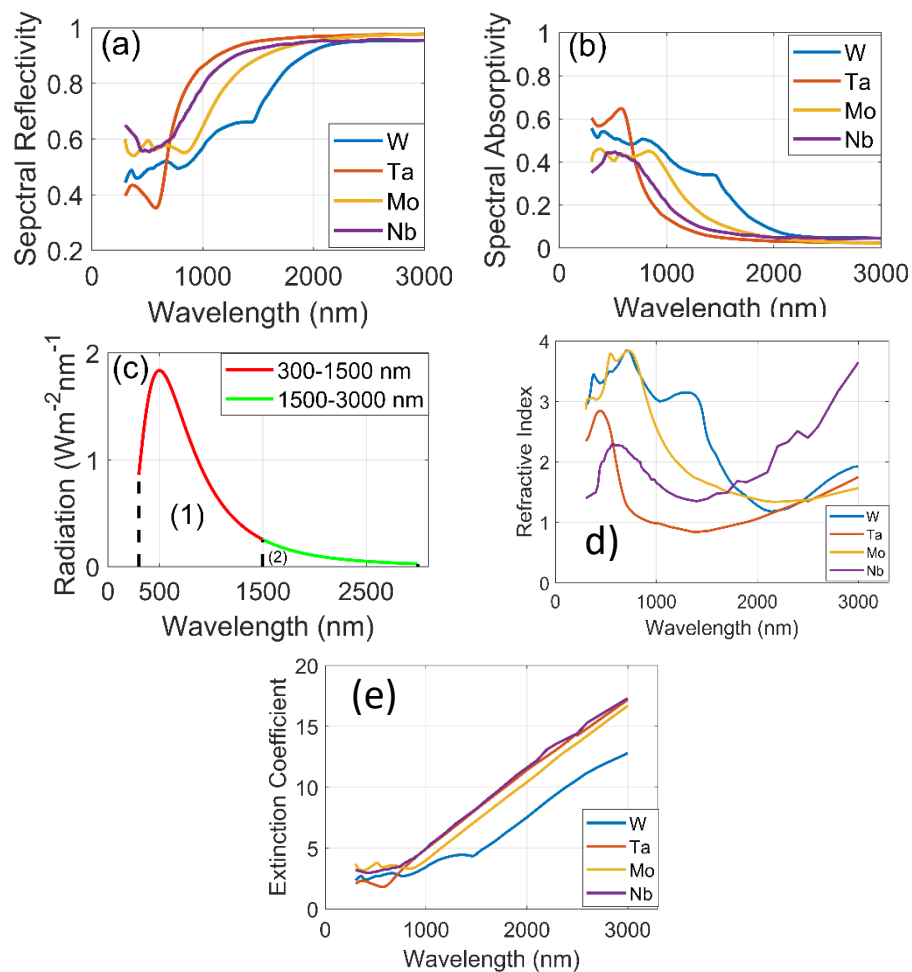 (a)
Sepctral Reflectivity
1
0.8
0.6
0.4
0.2
0 1000 2000 3000
Wavelength (nm)
W
Ta
Mo
Nb
(b)
Spectral Absorptivity
1
0.8
0.6
0.4
0.2
0
0 1000 2000 3000
Wavelength (nm)
W
Ta
Mo
Nb
(c)
Radiation (Wm-2nm-1
2
1
0
500 1500 2500
Wavelength (nm)
300-1500 nm
1500-3000 nm
(1)
(2)
d)
Refractive Index
4
3
2
1
0
0 1000 2000 3000
Wavelength (nm)
W
Ta
Mo
Nb
(e)
Extinction Coefficient
20
15
10
5
0
0 1000 2000 3000
Wavelength (nm)
W
Ta
Mo
Nb